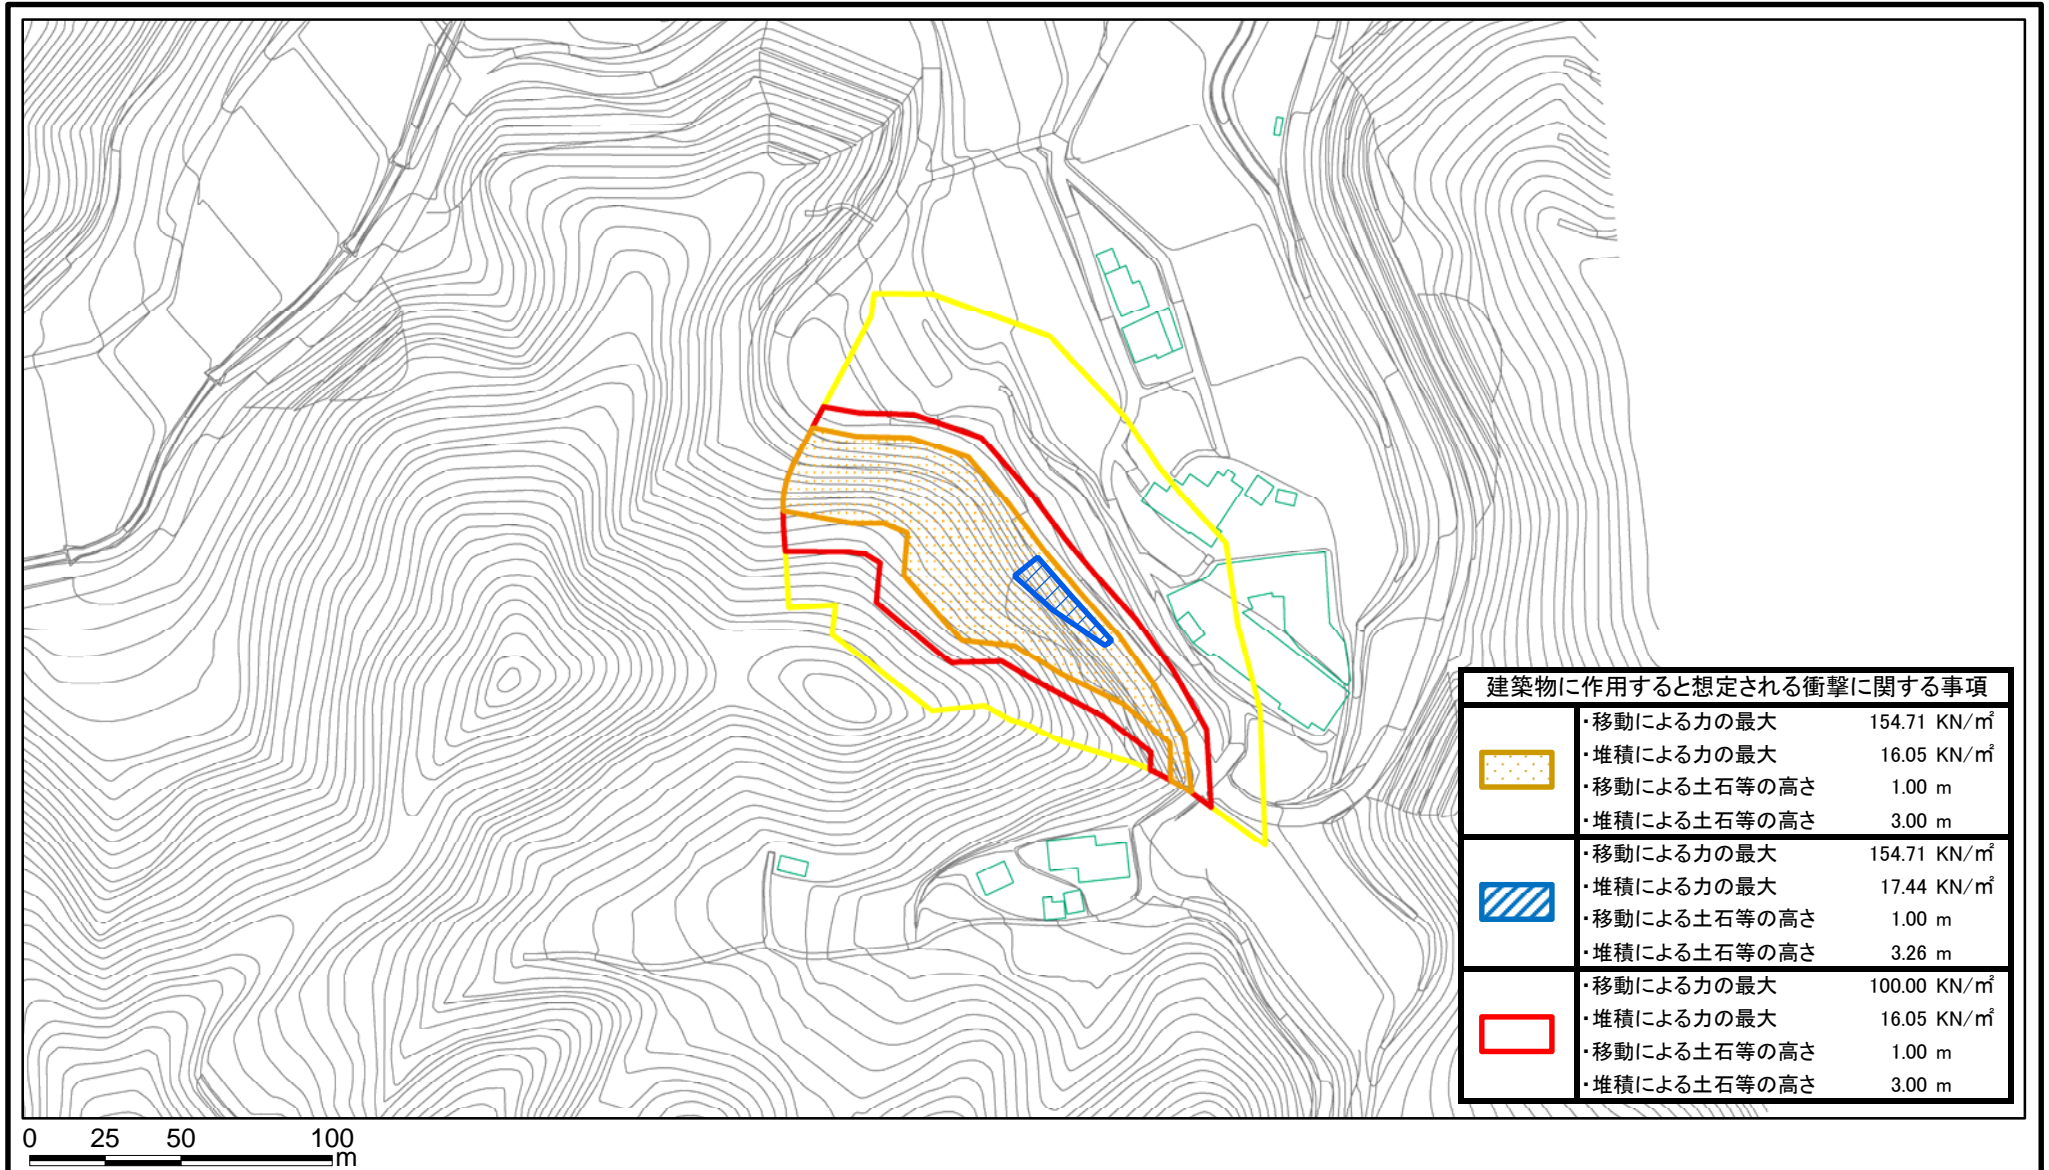 建築物に作用すると想定される衝撃に関する事項
・移動による力の最大 154.71 KN/㎡
・堆積による力の最大 16.05 KN/㎡
・移動による土石等の高さ 1.00 m
・堆積による土石等の高さ 3.00 m
・移動による力の最大 154.71 KN/㎡
・堆積による力の最大 17.44 KN/㎡
・移動による土石等の高さ 1.00 m
・堆積による土石等の高さ 3.26 m
・移動による力の最大 100.00 KN/㎡
・堆積による力の最大 16.05 KN/㎡
・移動による土石等の高さ 1.00 m
・堆積による土石等の高さ 3.00 m
0 25 50 100
m